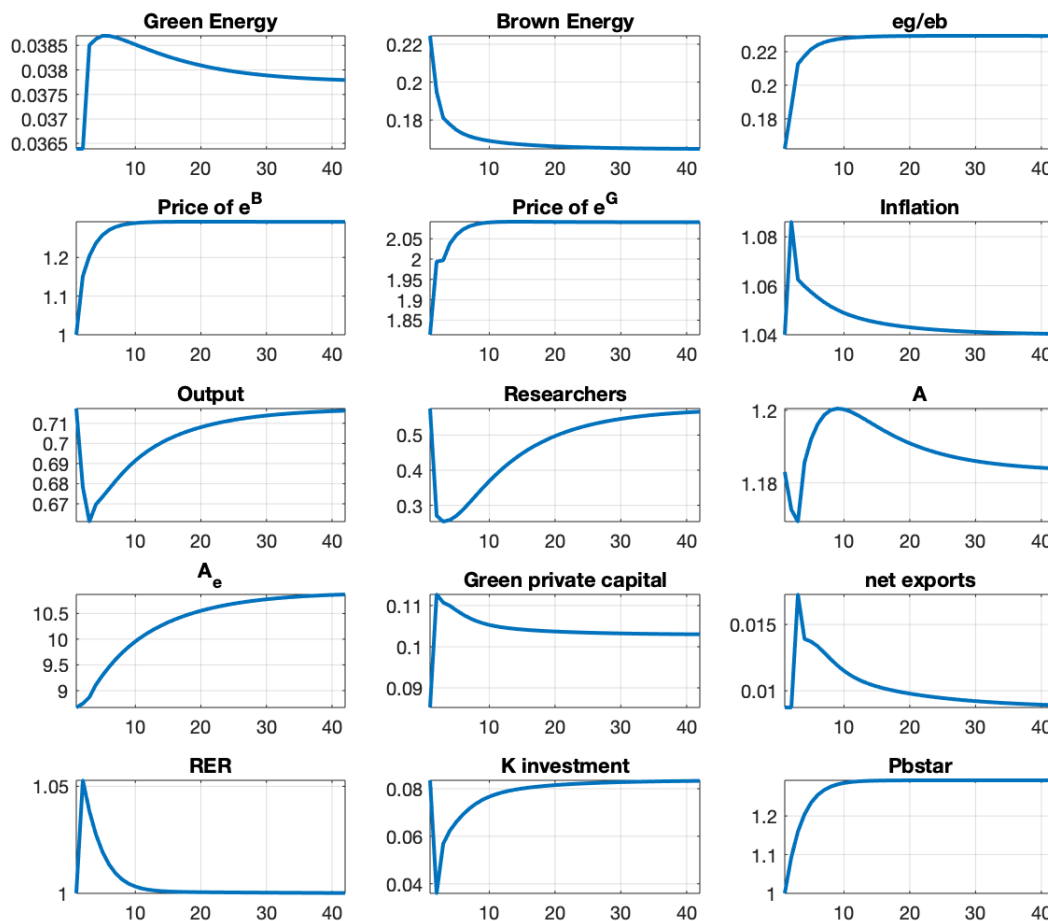 Green Energy
0.0385
0.038
0.0375
0.037
0.0365
10 20 30 40
Brown Energy
0.22
0.2
0.18
10 20 30 40
eg/eb
0.22
0.2
0.18
10 20 30 40
Price of e^B
1.2
1.1
1
10 20 30 40
Price of e^G
2.05
2
1.95
1.9
1.85
10 20 30 40
Inflation
1.08
1.06
1.04
10 20 30 40
Output
0.71
0.7
0.69
0.68
0.67
10 20 30 40
Researchers
0.5
0.4
0.3
10 20 30 40
A
1.2
1.18
10 20 30 40
A_e
10.5
10
9.5
9
10 20 30 40
Green private capital
0.11
0.1
0.09
10 20 30 40
net exports
0.015
0.01
10 20 30 40
RER
1.05
1
10 20 30 40
K investment
0.08
0.06
0.04
10 20 30 40
Pbstar
1.2
1.1
1
10 20 30 40